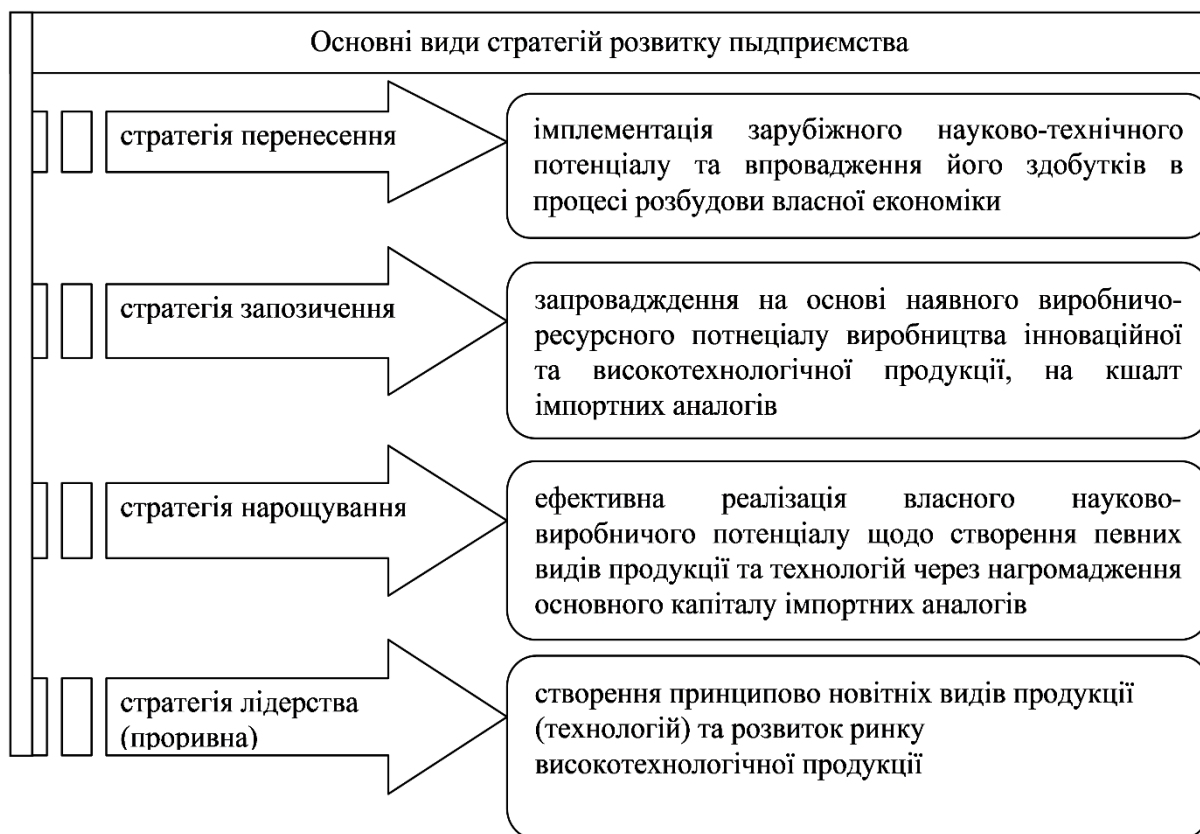 Основні види стратегій розвитку пыдприємства
стратегія перенесення
імплементація зарубіжного науково-технічного
потенціалу та впровадження його здобутків в
процесі розбудови власної економіки
стратегія запозичення
запровадждення на основі наявного виробничо-
ресурсного потнеціалу виробництва інноваційної
та високотехнологічної продукції, на кшалт
імпортних аналогів
стратегія нарощування
ефективна реалізація власного науково-
виробничого потенціалу щодо створення певних
видів продукції та технологій через нагромадження
основного капіталу імпортних аналогів
стратегія лідерства
(проривна)
створення принципово новітніх видів продукції
(технологій) та розвиток ринку
високотехнологічної продукції